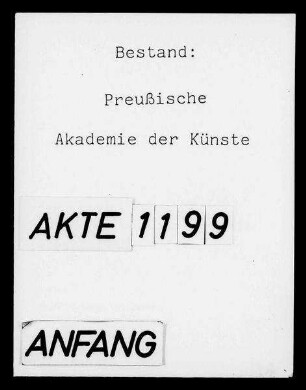 Bestand:
Preußische
Akademie der Künste
AKTE 1199
ANFANG